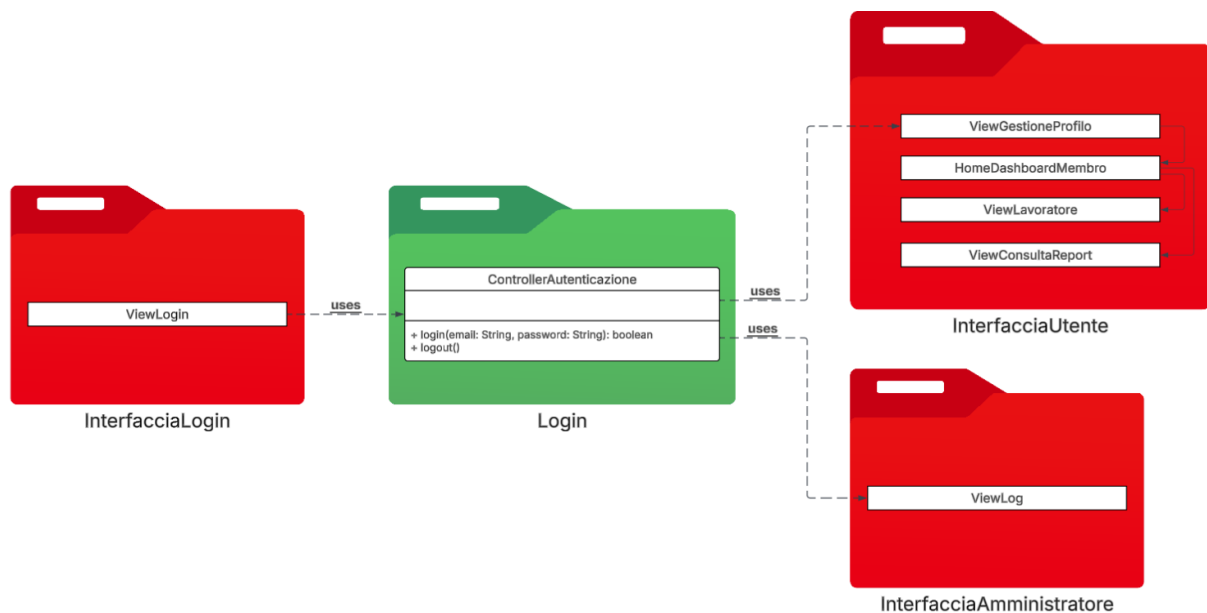 ViewLogin
InterfacciaLogin
uses
ControllerAutenticazione
+ login(email: String, password: String): boolean
+ logout()
Login
uses
uses
ViewGestioneProfilo
HomeDashboardMembro
ViewLavoratore
ViewConsultaReport
InterfacciaUtente
ViewLog
InterfacciaAmministratore